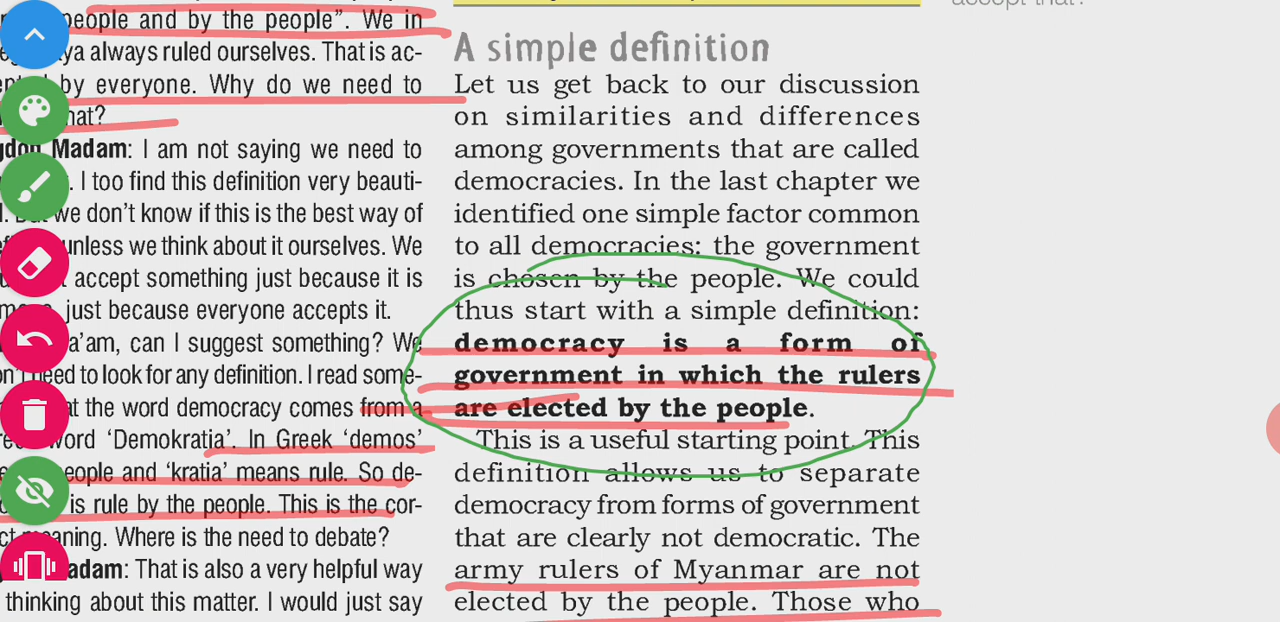 people and by the people”. We in
always ruled ourselves. That is ac-
by everyone. Why do we need to
Madam: I am not saying we need to
I too find this definition very beauti-
we don’t know if this is the best way of
unless we think about it ourselves. We
accept something just because it is
just because everyone accepts it.
can I suggest something? We
need to look for any definition. I read some-
the word democracy comes from a
word ‘Demokratia’. In Greek ‘demos’
and ‘kratia’ means rule. So de-
is rule by the people. This is the cor-
meaning. Where is the need to debate?
That is also a very helpful way
thinking about this matter. I would just say
A simple definition
Let us get back to our discussion
on similarities and differences
among governments that are called
democracies. In the last chapter we
identified one simple factor common
to all democracies: the government
is chosen by the people. We could
thus start with a simple definition:
democracy is a form of
government in which the rulers
are elected by the people.
This is a useful starting point. This
definition allows us to separate
democracy from forms of government
that are clearly not democratic. The
army rulers of Myanmar are not
elected by the people. Those who
accept that?